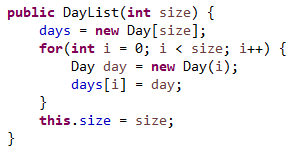 public DayList(int size) {
    days = new Day[size];
    for(int i = 0; i < size; i++) {
        Day day = new Day(i);
        days[i] = day;
    }
    this.size = size;
}